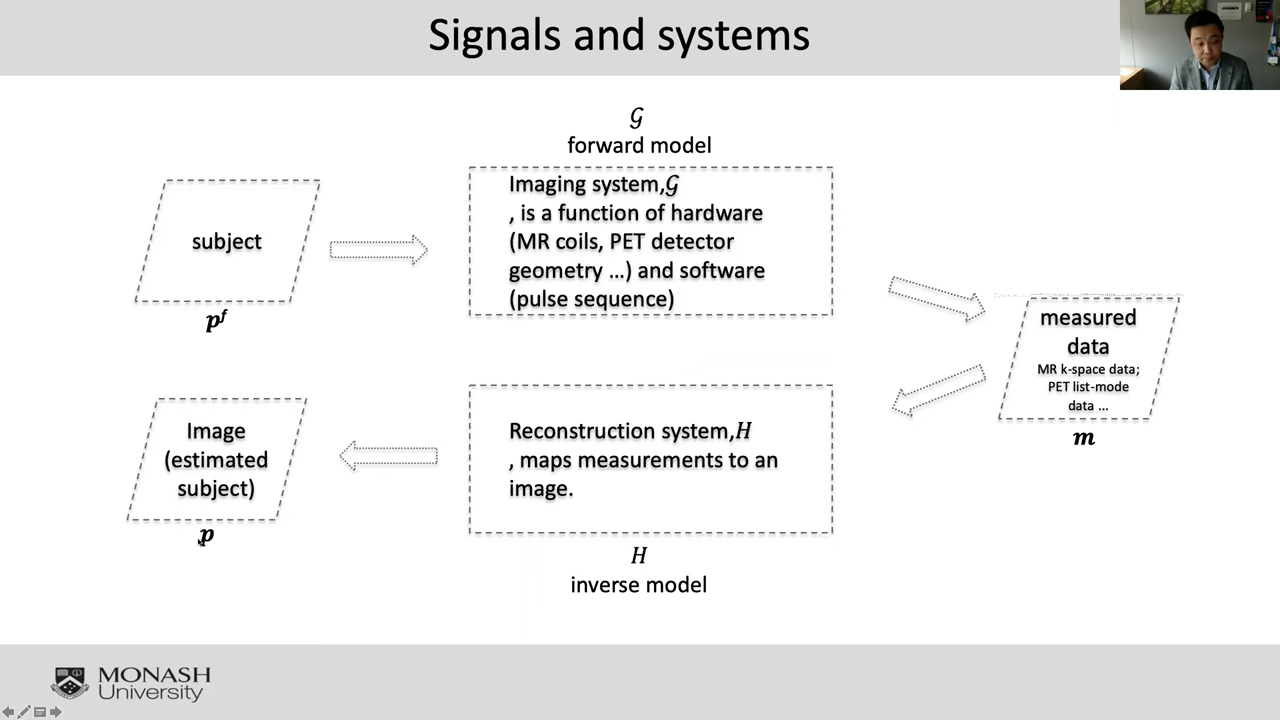 Signals and systems
𝒢
forward model
subject
𝒑ᶠ
Imaging system,𝒢
, is a function of hardware
(MR coils, PET detector
geometry ...) and software
(pulse sequence)
measured
data
MR k-space data;
PET list-mode
data ...
𝒎
Reconstruction system,𝐻
, maps measurements to an
image.
𝐻
inverse model
Image
(estimated
subject)
𝒑
MONASH
University